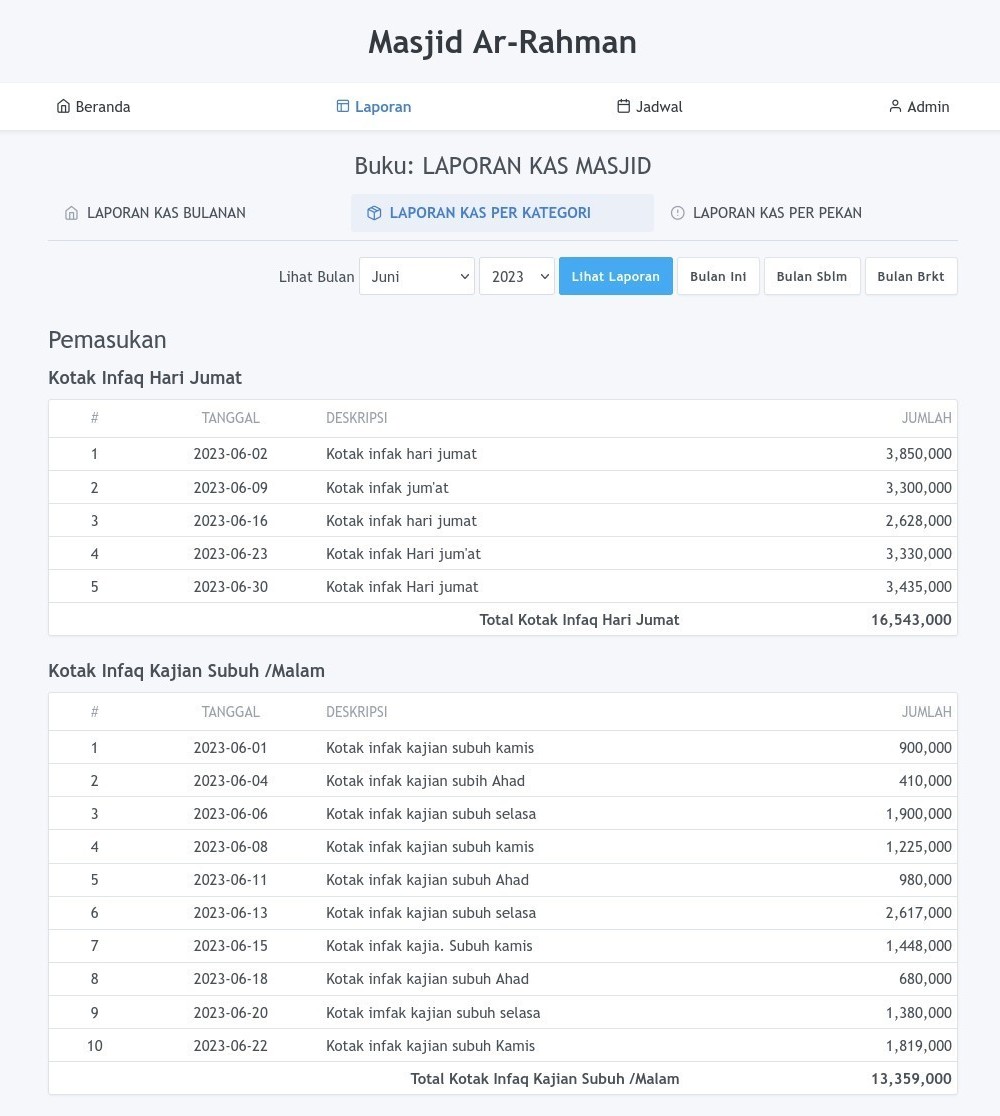 Masjid Ar-Rahman
Beranda Laporan Jadwal Admin
Buku: LAPORAN KAS MASJID
LAPORAN KAS BULANAN LAPORAN KAS PER KATEGORI LAPORAN KAS PER PEKAN
Lihat Bulan Juni 2023 Lihat Laporan Bulan Ini Bulan Sblm Bulan Brkt
Pemasukan
Kotak Infaq Hari Jumat
# TANGGAL DESKRIPSI JUMLAH
1 2023-06-02 Kotak infak hari jumat 3,850,000
2 2023-06-09 Kotak infak jum'at 3,300,000
3 2023-06-16 Kotak infak hari jumat 2,628,000
4 2023-06-23 Kotak infak Hari jum'at 3,330,000
5 2023-06-30 Kotak infak Hari jumat 3,435,000
Total Kotak Infaq Hari Jumat 16,543,000
Kotak Infaq Kajian Subuh /Malam
# TANGGAL DESKRIPSI JUMLAH
1 2023-06-01 Kotak infak kajian subuh kamis 900,000
2 2023-06-04 Kotak infak kajian subih Ahad 410,000
3 2023-06-06 Kotak infak kajian subuh selasa 1,900,000
4 2023-06-08 Kotak infak kajian subuh kamis 1,225,000
5 2023-06-11 Kotak infak kajian subuh Ahad 980,000
6 2023-06-13 Kotak infak kajian subuh selasa 2,617,000
7 2023-06-15 Kotak infak kajia. Subuh kamis 1,448,000
8 2023-06-18 Kotak infak kajian subuh Ahad 680,000
9 2023-06-20 Kotak imfak kajian subuh selasa 1,380,000
10 2023-06-22 Kotak infak kajian subuh Kamis 1,819,000
Total Kotak Infaq Kajian Subuh /Malam 13,359,000